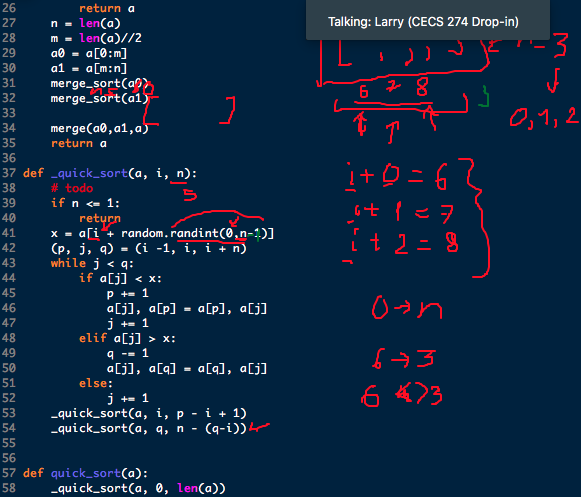 Talking: Larry (CECS 274 Drop-in)
26 return a
27 n = len(a)
28 m = len(a)//2
29 a0 = a[0:m]
30 a1 = a[m:n]
31 merge_sort(a0)
32 merge_sort(a1)
33
34 merge(a0,a1,a)
35 return a
36
37 def _quick_sort(a, i, n):
38 # todo
39 if n <= 1:
40 return
41 x = a[i + random.randint(0,n-1)]
42 (p, j, q) = (i -1, i, i + n)
43 while j < q:
44 if a[j] < x:
45 p += 1
46 a[j], a[p] = a[p], a[j]
47 j += 1
48 elif a[j] > x:
49 q -= 1
50 a[j], a[q] = a[q], a[j]
51 else:
52 j += 1
53 _quick_sort(a, i, p - i + 1)
54 _quick_sort(a, q, n - (q-i))
55
56
57 def quick_sort(a):
58 _quick_sort(a, 0, len(a))
6 7 8
0,1,2
5
i + 0 = 6
i + 1 = 7
i + 2 = 8
0 → n
6 → 3